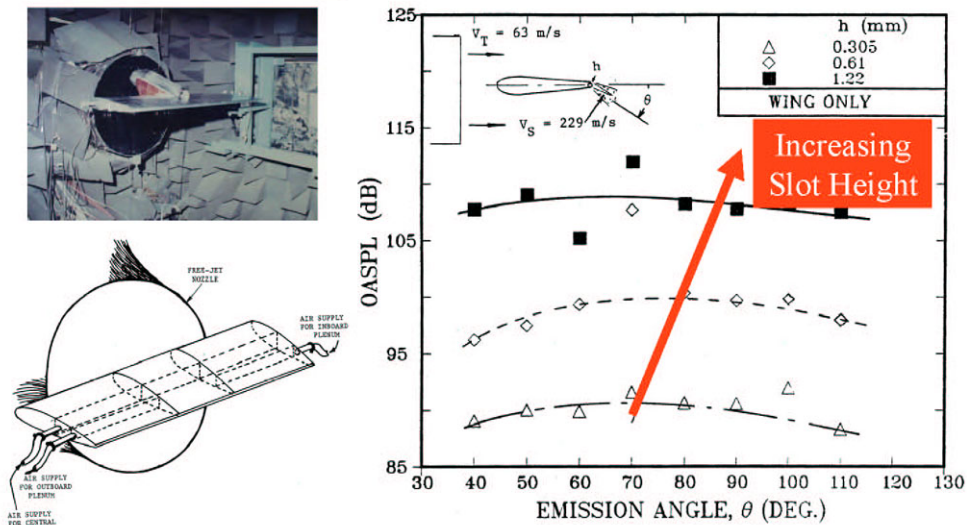 FREE-JET
NOZZLE
AIR SUPPLY
FOR INBOARD
PLENUM
AIR SUPPLY
FOR OUTBOARD
PLENUM
AIR SUPPLY
FOR CENTRAL
125
115
105
95
85
OASPL (dB)
V_T = 63 m/s
h
θ
V_S = 229 m/s
h (mm)
△ 0.305
◇ 0.61
■ 1.22
WING ONLY
Increasing
Slot Height
30 40 50 60 70 80 90 100 110 120 130
EMISSION ANGLE, θ (DEG.)